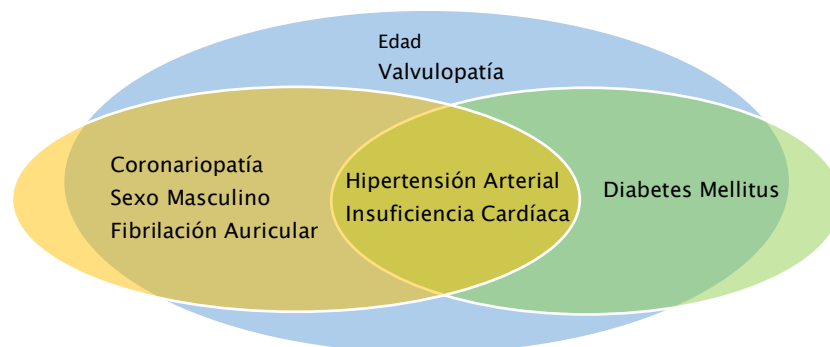 Edad
Valvulopatía
Coronariopatía
Sexo Masculino
Fibrilación Auricular
Hipertensión Arterial
Insuficiencia Cardíaca
Diabetes Mellitus